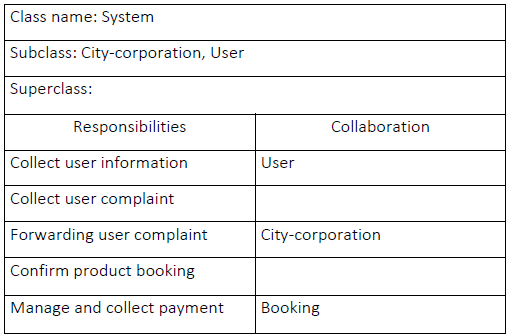 Class name: System
Subclass: City-corporation, User
Superclass:
Responsibilities Collaboration
Collect user information User
Collect user complaint
Forwarding user complaint City-corporation
Confirm product booking
Manage and collect payment Booking